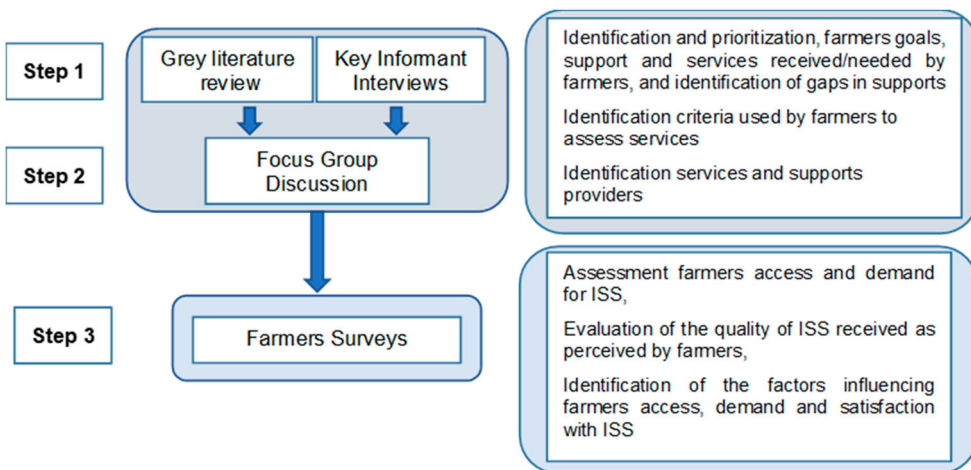 Step 1
Grey literature
review
Key Informant
Interviews
Identification and prioritization, farmers goals,
support and services received/needed by
farmers, and identification of gaps in supports
Identification criteria used by farmers to
assess services
Identification services and supports
providers
Step 2
Focus Group
Discussion
Step 3
Farmers Surveys
Assessment farmers access and demand
for ISS,
Evaluation of the quality of ISS received as
perceived by farmers,
Identification of the factors influencing
farmers access, demand and satisfaction
with ISS